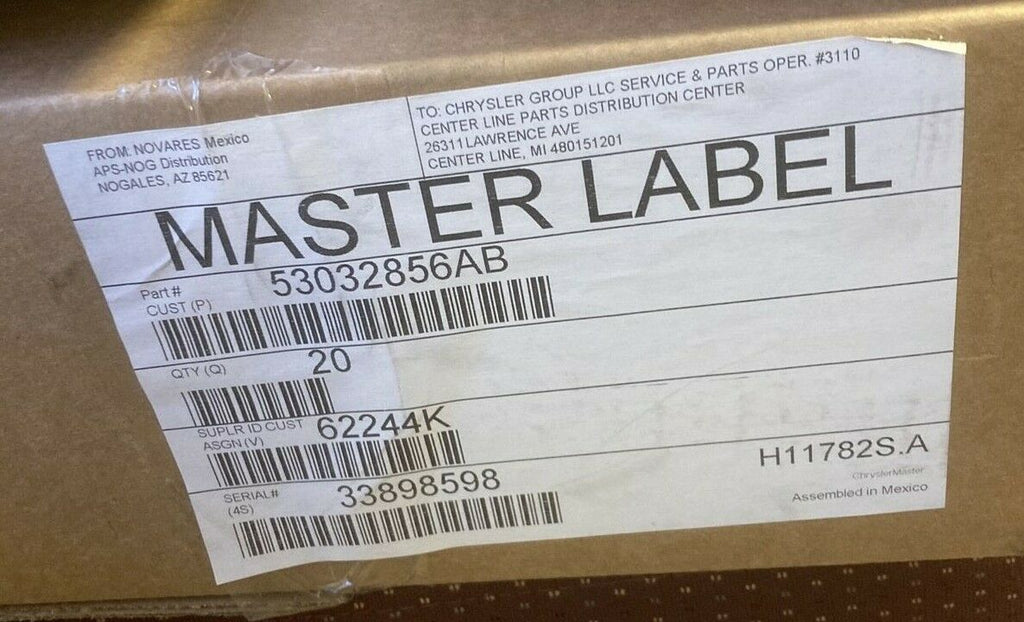 FROM: NOVARES Mexico
APS-NOG Distribution
NOGALES, AZ 85621
TO: CHRYSLER GROUP LLC SERVICE & PARTS OPER. #3110
CENTER LINE PARTS DISTRIBUTION CENTER
26311LAWRENCE AVE
CENTER LINE, MI 480151201
MASTER LABEL
Part # 53032856AB
CUST (P)
QTY (Q) 20
SUPLR ID CUST 62244K
ASGN (V)
SERIAL# 33898598
(4S)
H11782S.A
ChryslerMaster
Assembled in Mexico